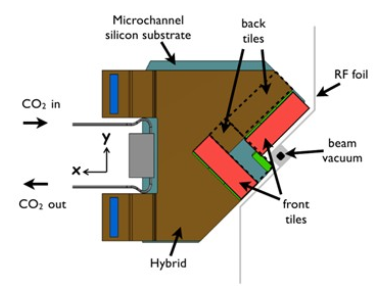 Microchannel
silicon substrate
back
tiles
RF foil
CO2 in
beam
vacuum
Y
X
CO2 out
front
tiles
Hybrid